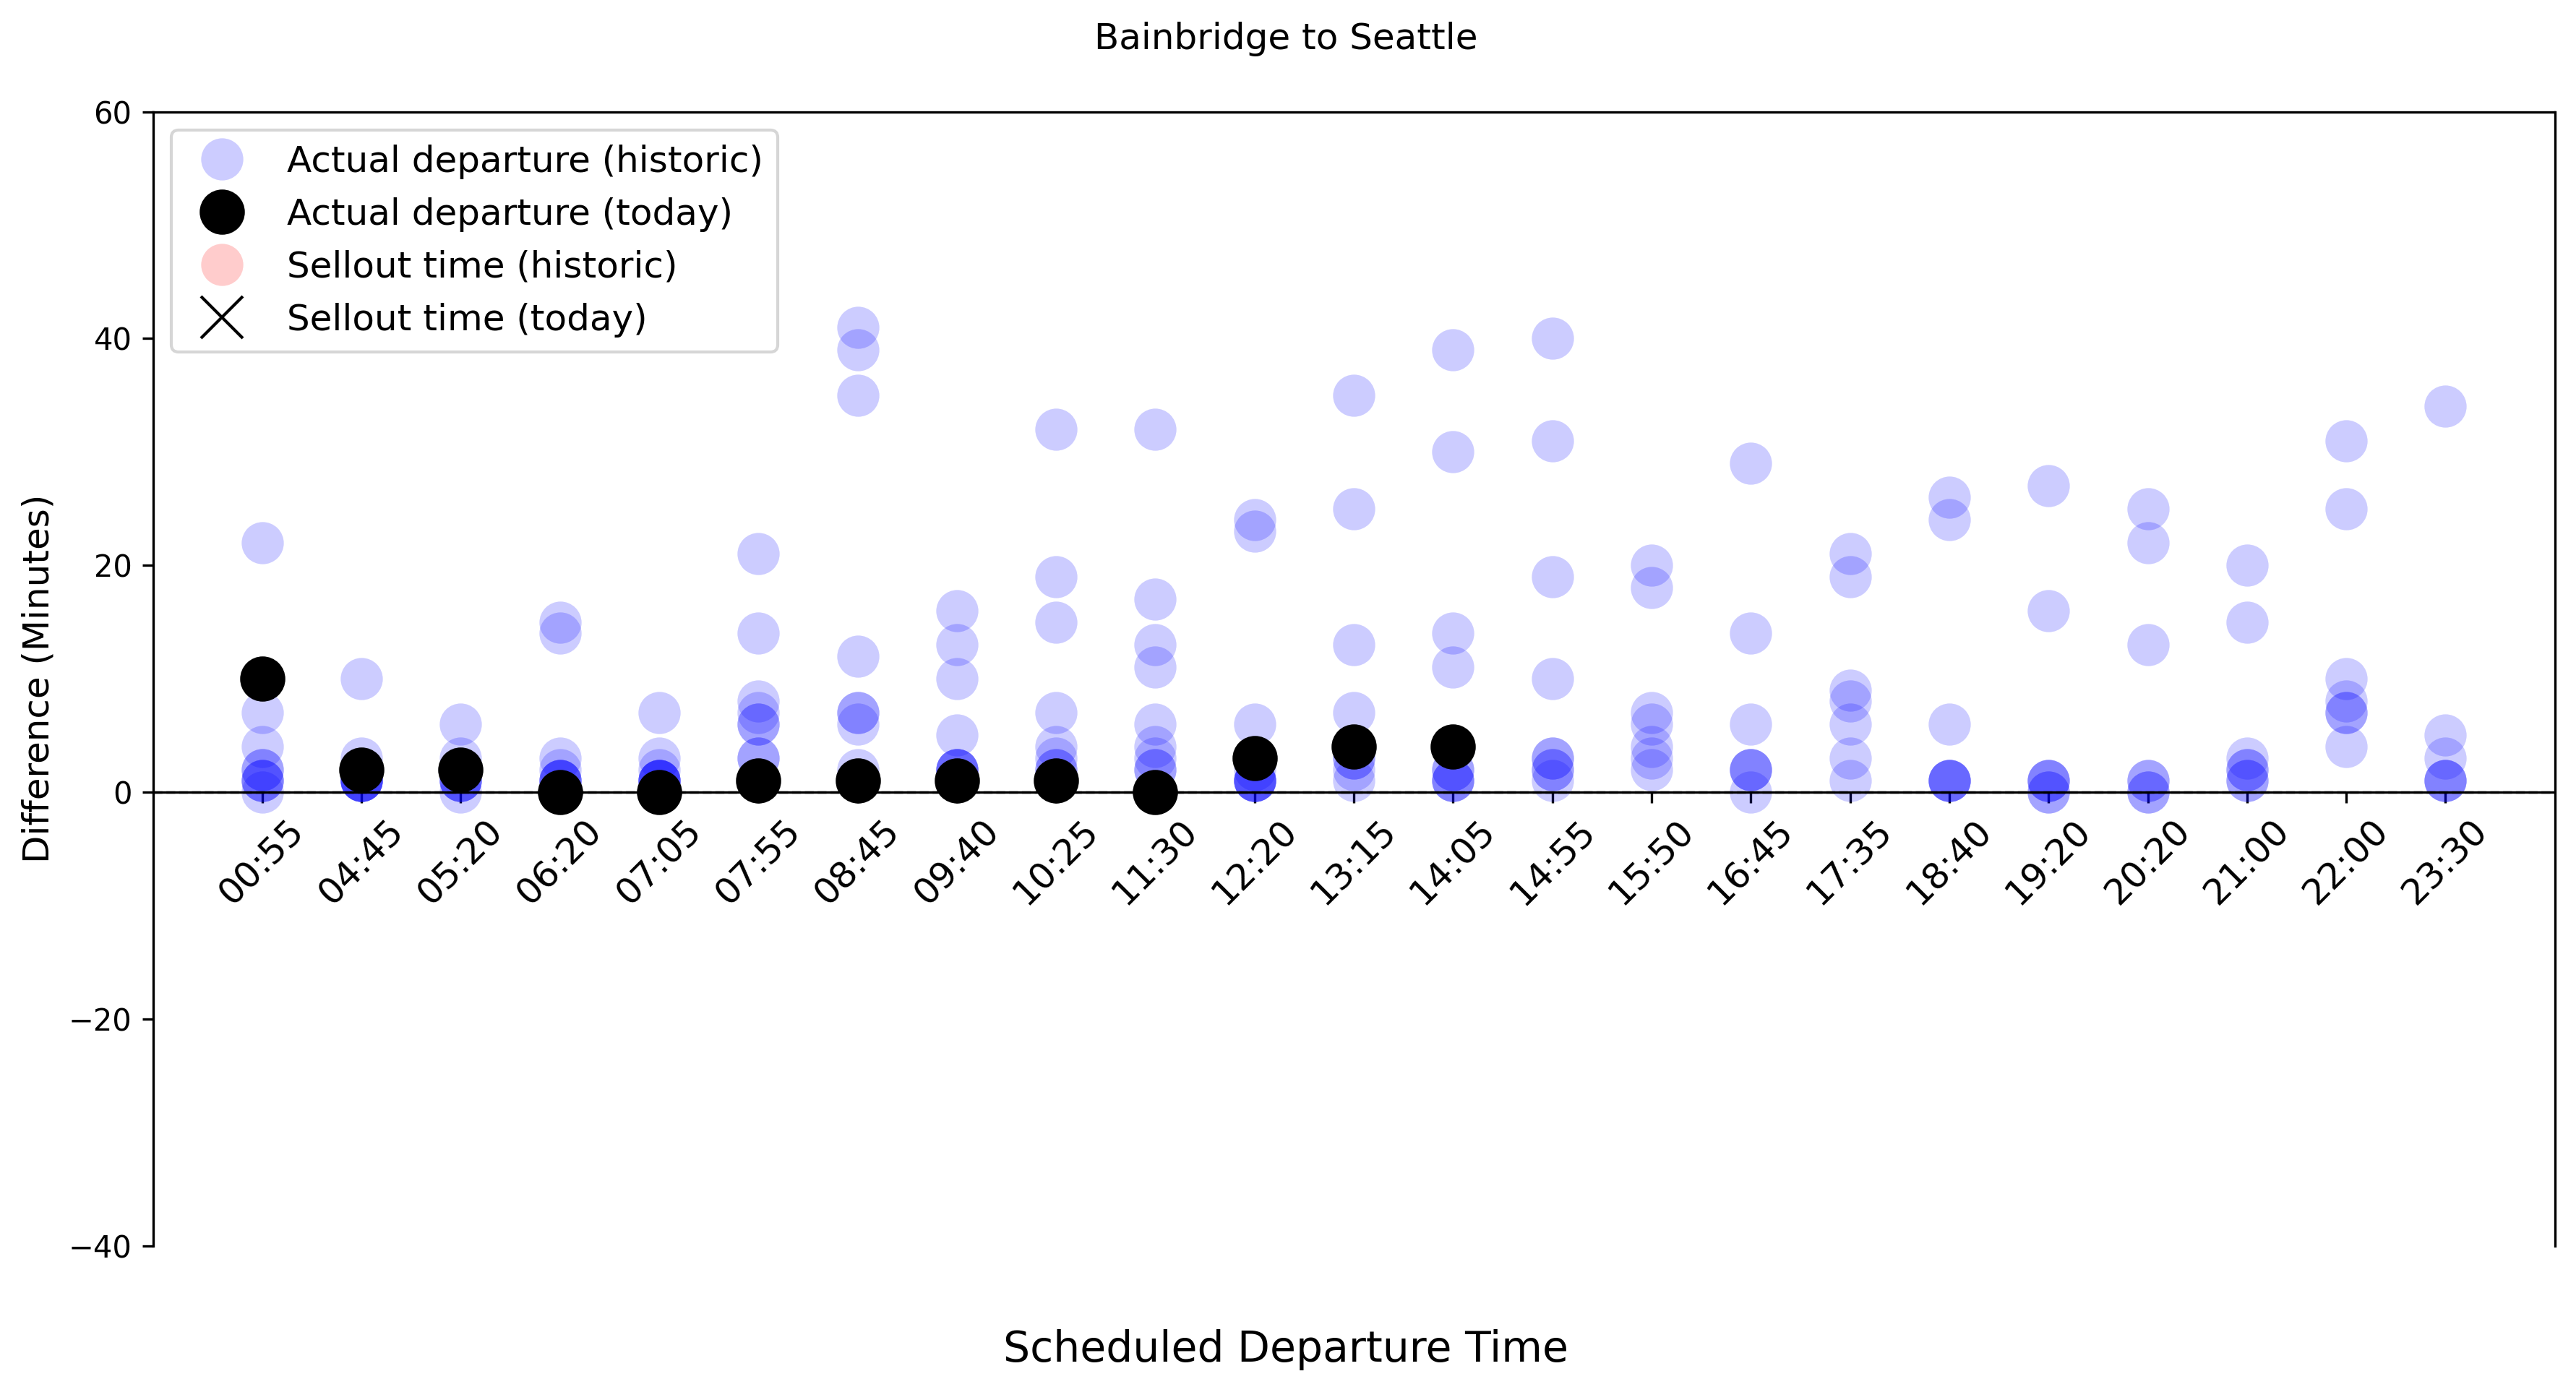 Bainbridge to Seattle
60
40
20
0
−20
−40
Difference (Minutes)
Actual departure (historic)
Actual departure (today)
Sellout time (historic)
Sellout time (today)
00:55 04:45 05:20 06:20 07:05 07:55 08:45 09:40 10:25 11:30 12:20 13:15 14:05 14:55 15:50 16:45 17:35 18:40 19:20 20:20 21:00 22:00 23:30
Scheduled Departure Time